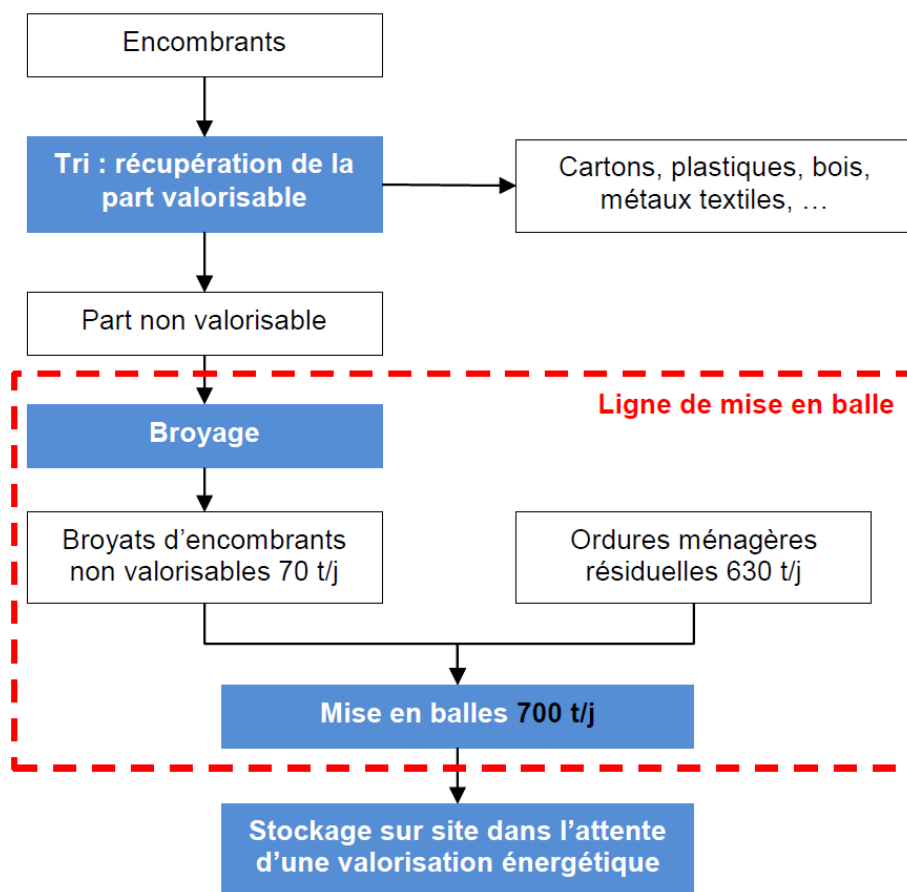 Encombrants
Tri : récupération de la
part valorisable
Cartons, plastiques, bois,
métaux textiles, …
Part non valorisable
Ligne de mise en balle
Broyage
Broyats d’encombrants
non valorisables 70 t/j
Ordures ménagères
résiduelles 630 t/j
Mise en balles 700 t/j
Stockage sur site dans l’attente
d’une valorisation énergétique